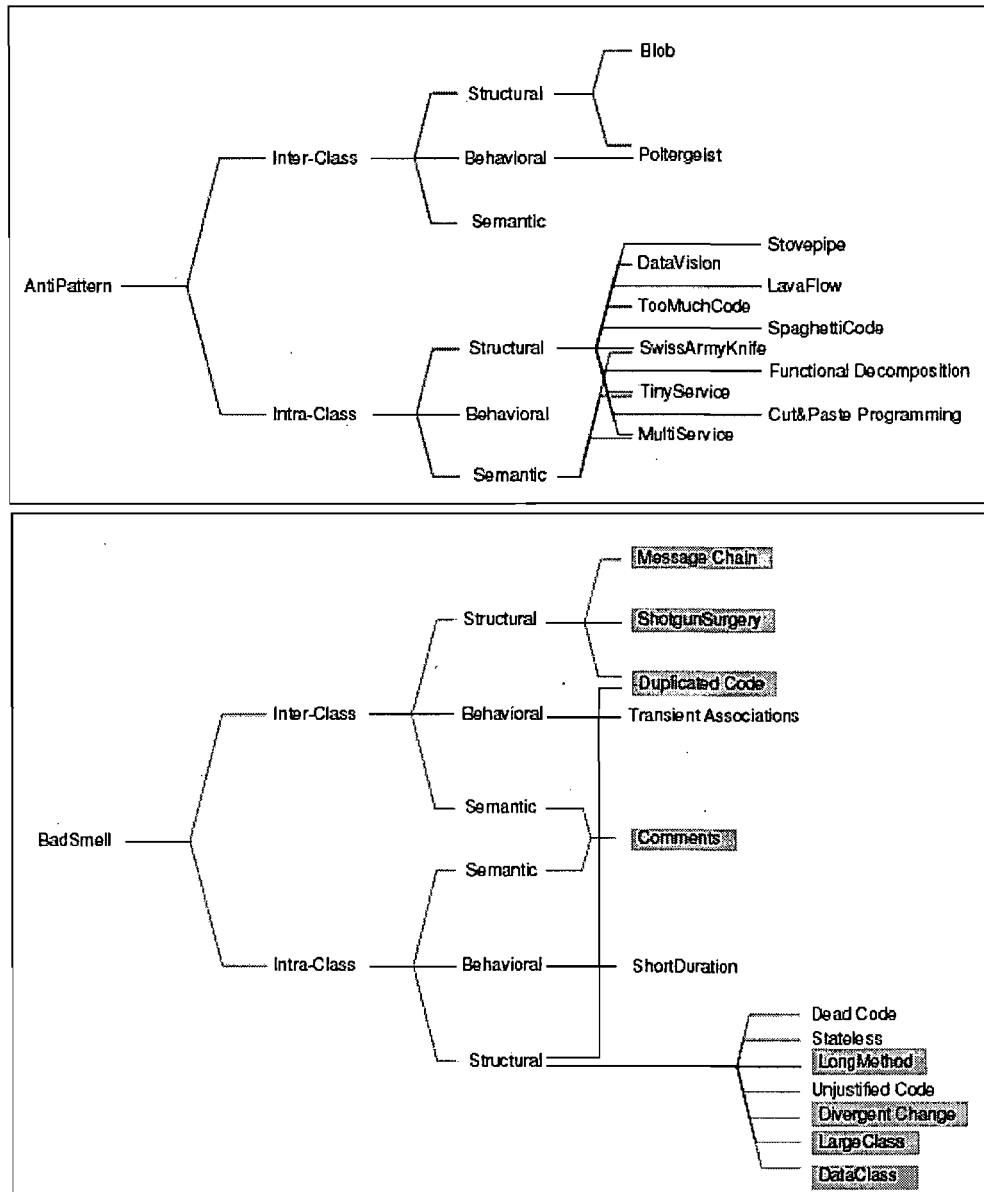 Blob
Structural
Inter-Class
Behavioral
Poltergeist
Semantic
Stovepipe
DataVision
AntiPattern
LavaFlow
TooMuchCode
SpaghettiCode
Structural
SwissArmyKnife
Functional Decomposition
TinyService
Intra-Class
Behavioral
Cut&Paste Programming
MultiService
Semantic
Message Chain
Structural
ShotgunSurgery
Duplicated Code
Inter-Class
Behavioral
Transient Associations
Semantic
BadSmell
Comments
Semantic
Intra-Class
Behavioral
ShortDuration
Dead Code
Stateless
Structural
LongMethod
Unjustified Code
Divergent Change
LargeClass
DataClass